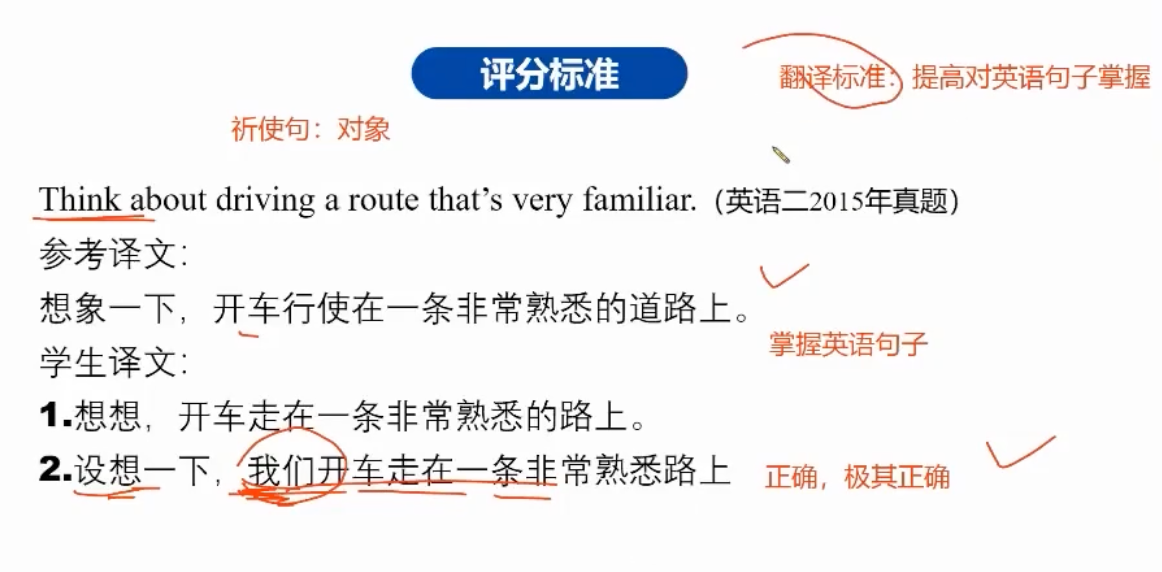 评分标准
翻译标准：提高对英语句子掌握
祈使句：对象
Think about driving a route that's very familiar.（英语二2015年真题）
参考译文：
想象一下，开车行使在一条非常熟悉的道路上。
掌握英语句子
学生译文：
1.想想，开车走在一条非常熟悉的路上。
2.设想一下，我们开车走在一条非常熟悉路上
正确，极其正确